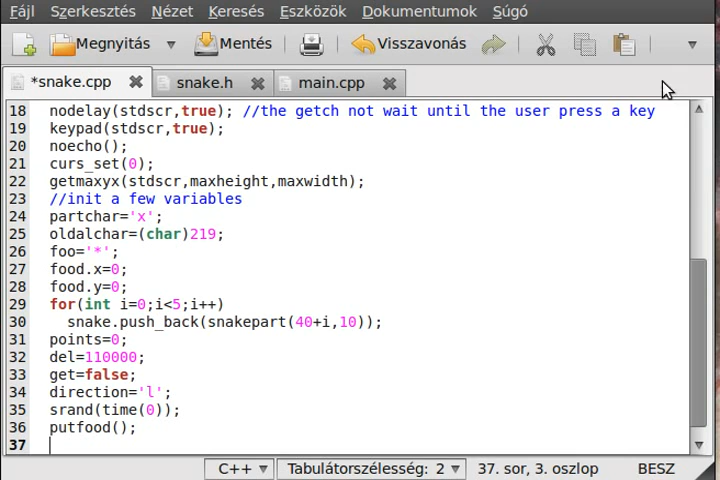 Fájl Szerkesztés Nézet Keresés Eszközök Dokumentumok Súgó
Megnyitás Mentés Visszavonás
*snake.cpp snake.h main.cpp
18 nodelay(stdscr,true); //the getch not wait until the user press a key
19 keypad(stdscr,true);
20 noecho();
21 curs_set(0);
22 getmaxyx(stdscr,maxheight,maxwidth);
23 //init a few variables
24 partchar='x';
25 oldalchar=(char)219;
26 foo='*';
27 food.x=0;
28 food.y=0;
29 for(int i=0;i<5;i++)
30 snake.push_back(snakepart(40+i,10));
31 points=0;
32 del=110000;
33 get=false;
34 direction='l';
35 srand(time(0));
36 putfood();
37
C++ Tabulátorszélesség: 2 37. sor, 3. oszlop BESZ